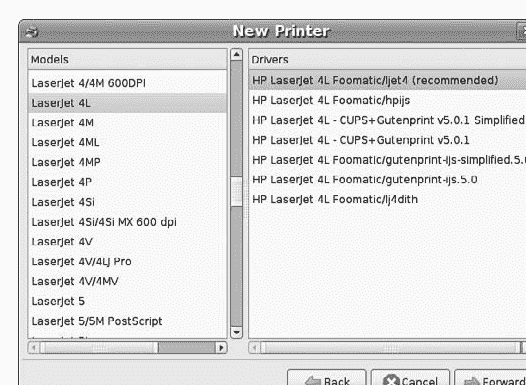 New Printer
Models
LaserJet 4/4M 600DPI
LaserJet 4L
LaserJet 4M
LaserJet 4ML
LaserJet 4MP
LaserJet 4P
LaserJet 4Si
LaserJet 4Si/4Si MX 600 dpi
LaserJet 4V
LaserJet 4V/4LJ Pro
LaserJet 4V/4MV
LaserJet 5
LaserJet 5/5M PostScript
Drivers
HP LaserJet 4L Foomatic/ljet4 (recommended)
HP LaserJet 4L Foomatic/hpijs
HP LaserJet 4L - CUPS+Gutenprint v5.0.1 Simplified
HP LaserJet 4L - CUPS+Gutenprint v5.0.1
HP LaserJet 4L Foomatic/gutenprint-ijs-simplified.5.0
HP LaserJet 4L Foomatic/gutenprint-ijs.5.0
HP LaserJet 4L Foomatic/lj4dith
Back
Cancel
Forward